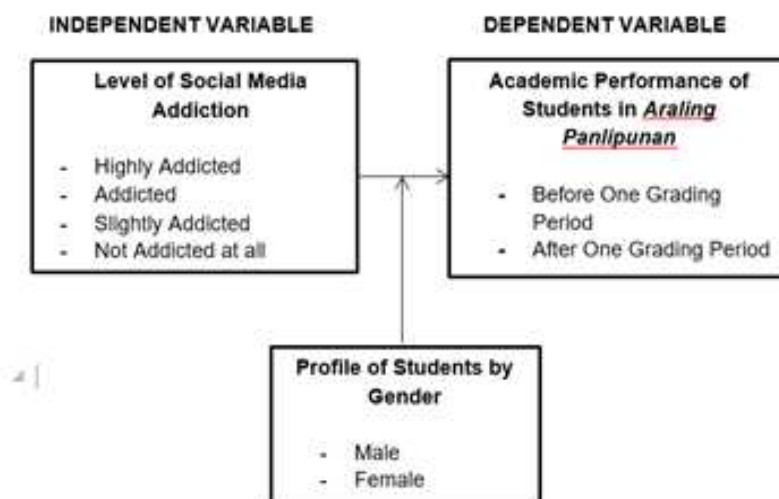 INDEPENDENT VARIABLE
DEPENDENT VARIABLE
Level of Social Media
Addiction
- Highly Addicted
- Addicted
- Slightly Addicted
- Not Addicted at all
Academic Performance of
Students in Araling
Panlipunan
- Before One Grading
Period
- After One Grading Period
Profile of Students by
Gender
- Male
- Female